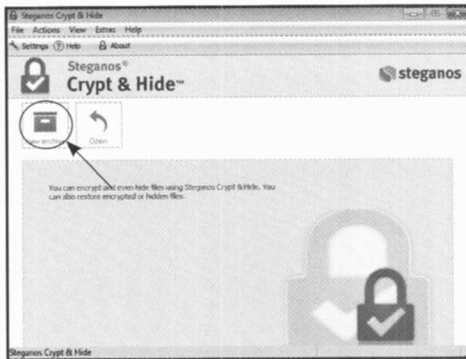 Steganos Crypt & Hide
File Actions View Extras Help
Settings Help About
Steganos®
Crypt & Hide™
steganos
New archive
Open
You can encrypt and even hide files using Steganos Crypt & Hide. You
can also restore encrypted or hidden files.
Steganos Crypt & Hide